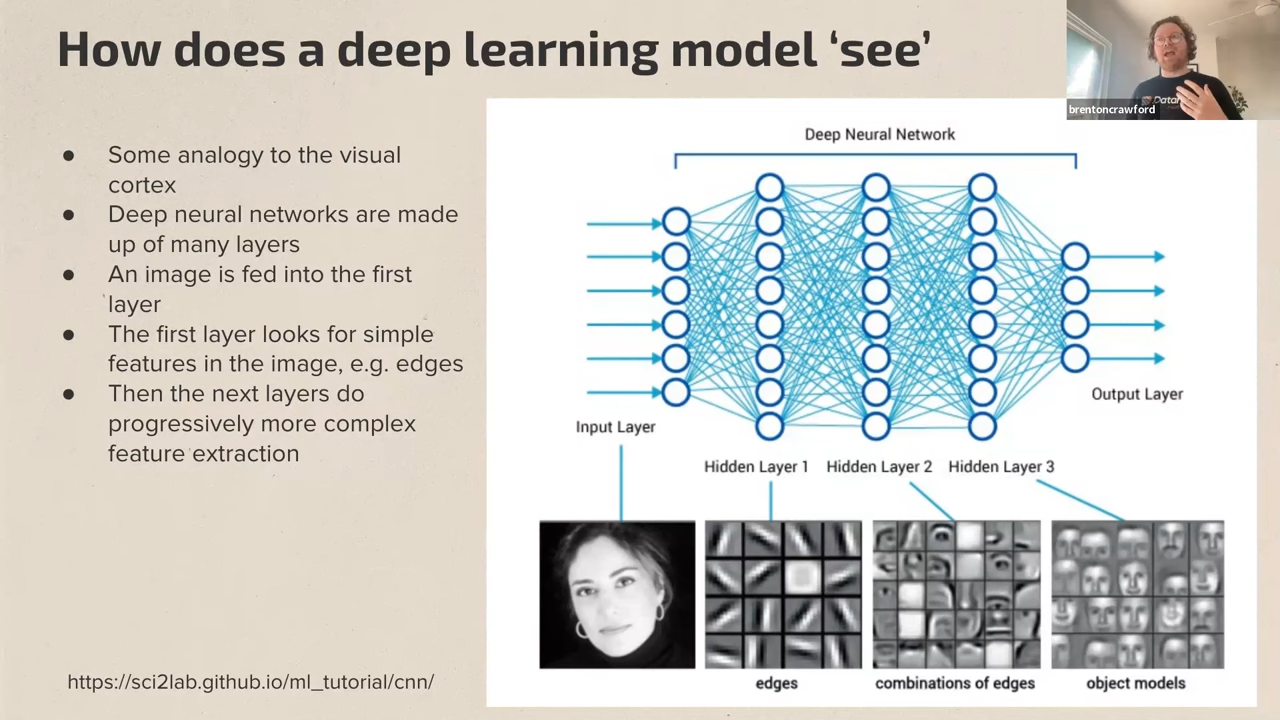 How does a deep learning model ‘see’
brentoncrawford
● Some analogy to the visual
cortex
● Deep neural networks are made
up of many layers
● An image is fed into the first
layer
● The first layer looks for simple
features in the image, e.g. edges
● Then the next layers do
progressively more complex
feature extraction
https://sci2lab.github.io/ml_tutorial/cnn/
Deep Neural Network
Input Layer
Output Layer
Hidden Layer 1
Hidden Layer 2
Hidden Layer 3
edges
combinations of edges
object models